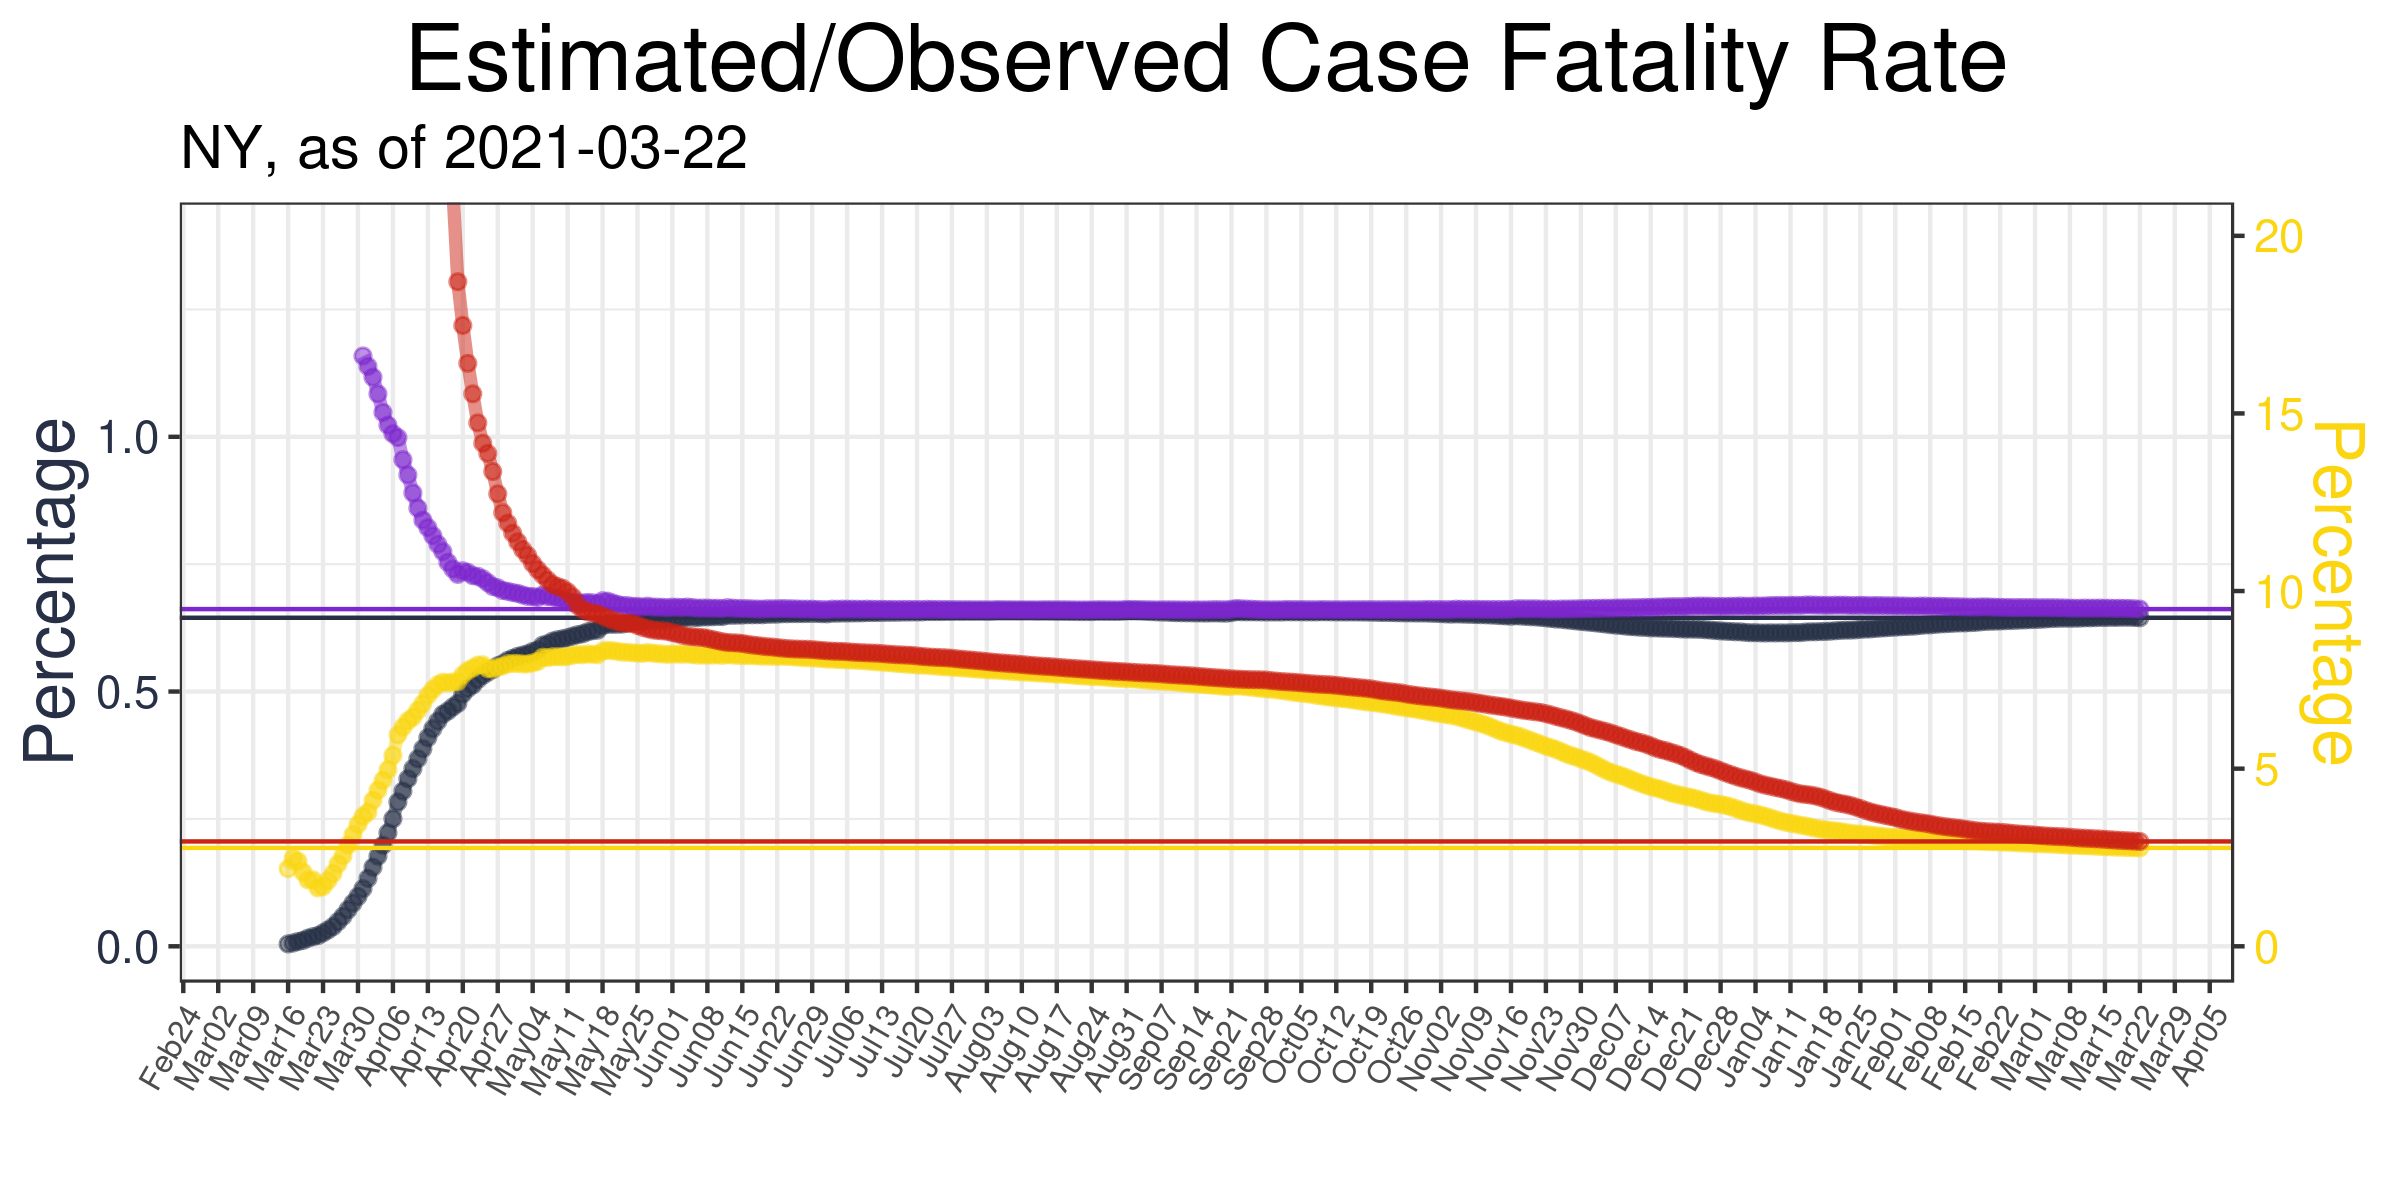 Estimated/Observed Case Fatality Rate
NY, as of 2021-03-22
Percentage
1.0
0.5
0.0
20
15
10
5
0
Percentage
Feb24
Mar02
Mar09
Mar16
Mar23
Mar30
Apr06
Apr13
Apr20
Apr27
May04
May11
May18
May25
Jun01
Jun08
Jun15
Jun22
Jun29
Jul06
Jul13
Jul20
Jul27
Aug03
Aug10
Aug17
Aug24
Aug31
Sep07
Sep14
Sep21
Sep28
Oct05
Oct12
Oct19
Oct26
Nov02
Nov09
Nov16
Nov23
Nov30
Dec07
Dec14
Dec21
Dec28
Jan04
Jan11
Jan18
Jan25
Feb01
Feb08
Feb15
Feb22
Mar01
Mar08
Mar15
Mar22
Mar29
Apr05